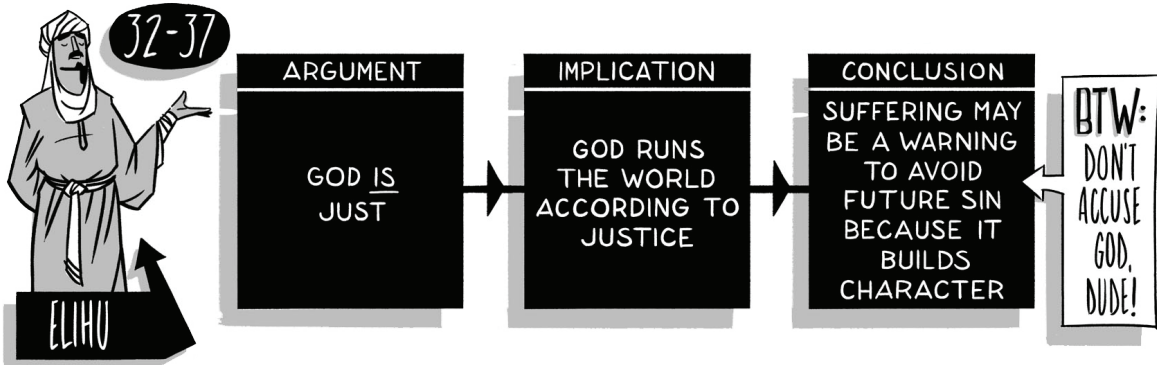 32-37
ELIHU
ARGUMENT
GOD IS
JUST
IMPLICATION
GOD RUNS
THE WORLD
ACCORDING TO
JUSTICE
CONCLUSION
SUFFERING MAY
BE A WARNING
TO AVOID
FUTURE SIN
BECAUSE IT
BUILDS
CHARACTER
BTW:
DON'T
ACCUSE
GOD,
DUDE!